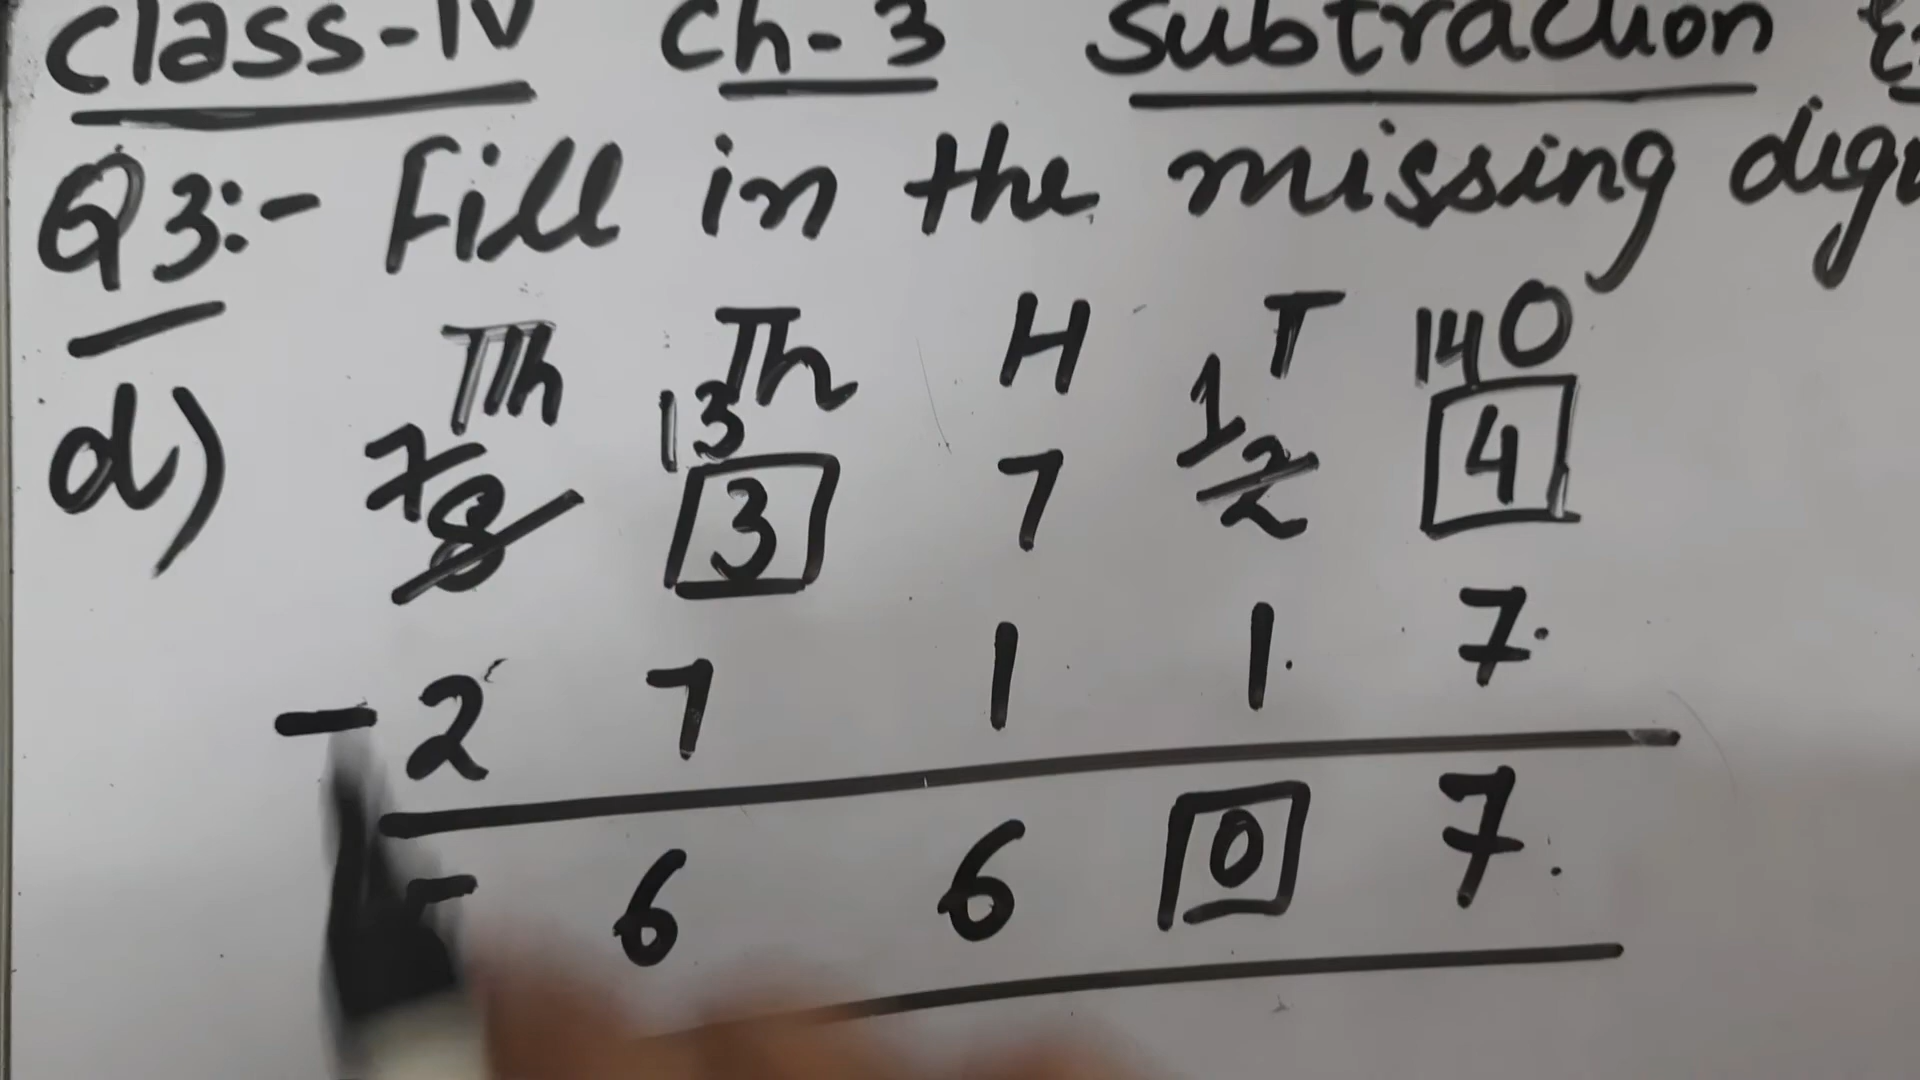 Class-IV Ch-3 Subtraction
Q3:- Fill in the missing
TTh Th H T O
7 13 1 14
d) 8 3 7 2 4
- 2 7 1 1 7
6 6 0 7